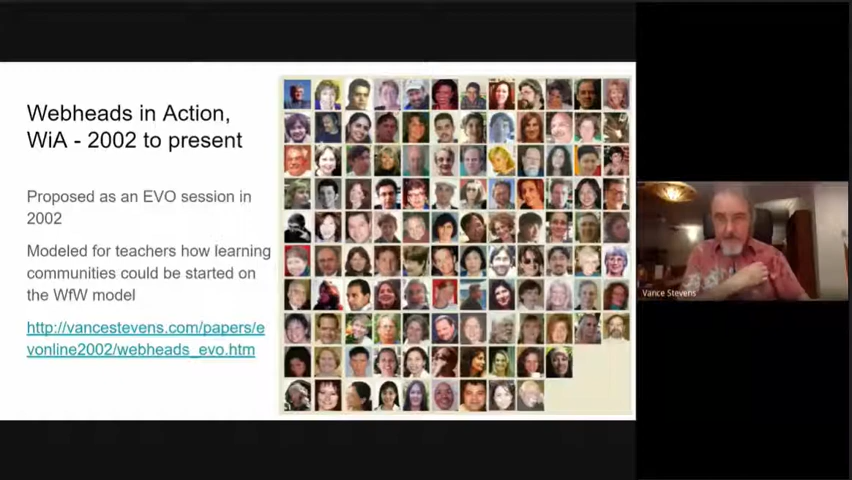 Webheads in Action,
WiA - 2002 to present
Proposed as an EVO session in
2002
Modeled for teachers how learning
communities could be started on
the WfW model
http://vancestevens.com/papers/e
vonline2002/webheads_evo.htm
Vance Stevens